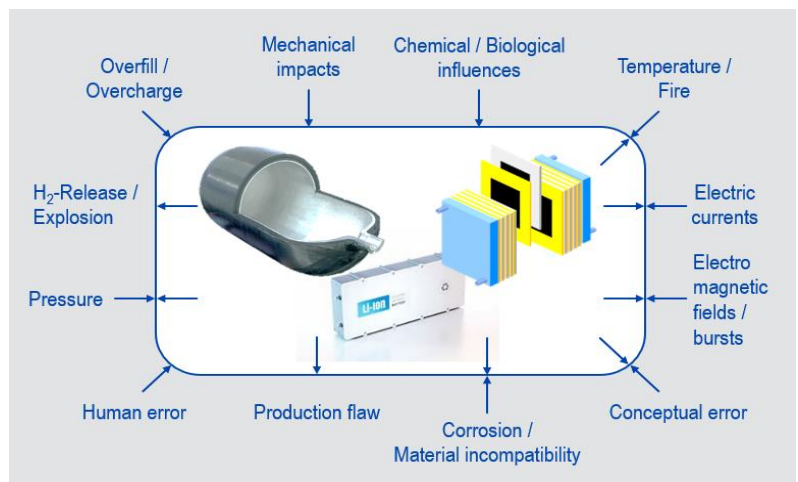 Overfill /
Overcharge
Mechanical
impacts
Chemical / Biological
influences
Temperature /
Fire
H₂-Release /
Explosion
Electric
currents
Pressure
Electro
magnetic
fields /
bursts
LI-ION
Human error
Production flaw
Corrosion /
Material incompatibility
Conceptual error